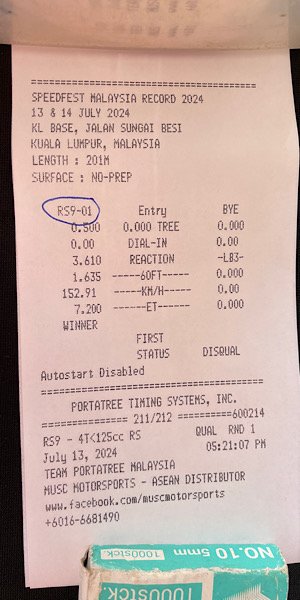 ==================================
SPEEDFEST MALAYSIA RECORD 2024
13 & 14 JULY 2024
KL BASE, JALAN SUNGAI BESI
KUALA LUMPUR, MALAYSIA
LENGTH : 201M
SURFACE : NO-PREP
==================================
RS9-01 Entry BYE
0.500 0.000 TREE 0.000
0.00 DIAL-IN 0.00
3.610 REACTION -L83-
1.635 ------60FT------ 0.000
152.91 ------KM/H------ 0.00
7.200 -------ET------- 0.000
WINNER
FIRST
STATUS DISQUAL
Autostart Disabled
==================================
PORTATREE TIMING SYSTEMS, INC.
============== 211/212 ===========600214
RS9 - 4T<125cc RS QUAL RND 1
July 13, 2024 05:21:07 PM
TEAM PORTATREE MALAYSIA
MUSC MOTORSPORTS - ASEAN DISTRIBUTOR
www.facebook.com/muscmotorsports
+6016-6681490
NO.10 5mm
1000stck.
1000STCK.